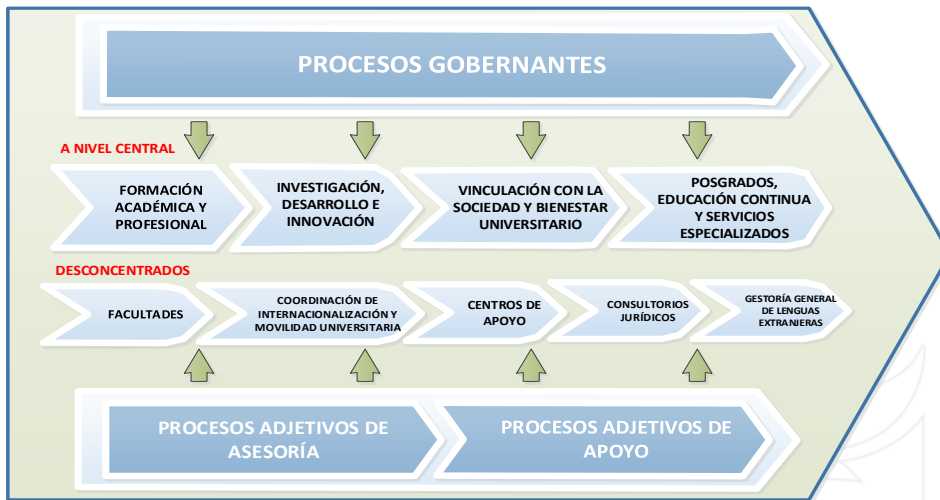 PROCESOS GOBERNANTES
A NIVEL CENTRAL
FORMACIÓN
ACADÉMICA Y
PROFESIONAL
INVESTIGACIÓN,
DESARROLLO E
INNOVACIÓN
VINCULACIÓN CON LA
SOCIEDAD Y BIENESTAR
UNIVERSITARIO
POSGRADOS,
EDUCACIÓN CONTINUA
Y SERVICIOS
ESPECIALIZADOS
DESCONCENTRADOS
FACULTADES
COORDINACIÓN DE
INTERNACIONALIZACIÓN Y
MOVILIDAD UNIVERSITARIA
CENTROS DE
APOYO
CONSULTORIOS
JURÍDICOS
GESTORÍA GENERAL
DE LENGUAS
EXTRANJERAS
PROCESOS ADJETIVOS DE
ASESORÍA
PROCESOS ADJETIVOS DE
APOYO